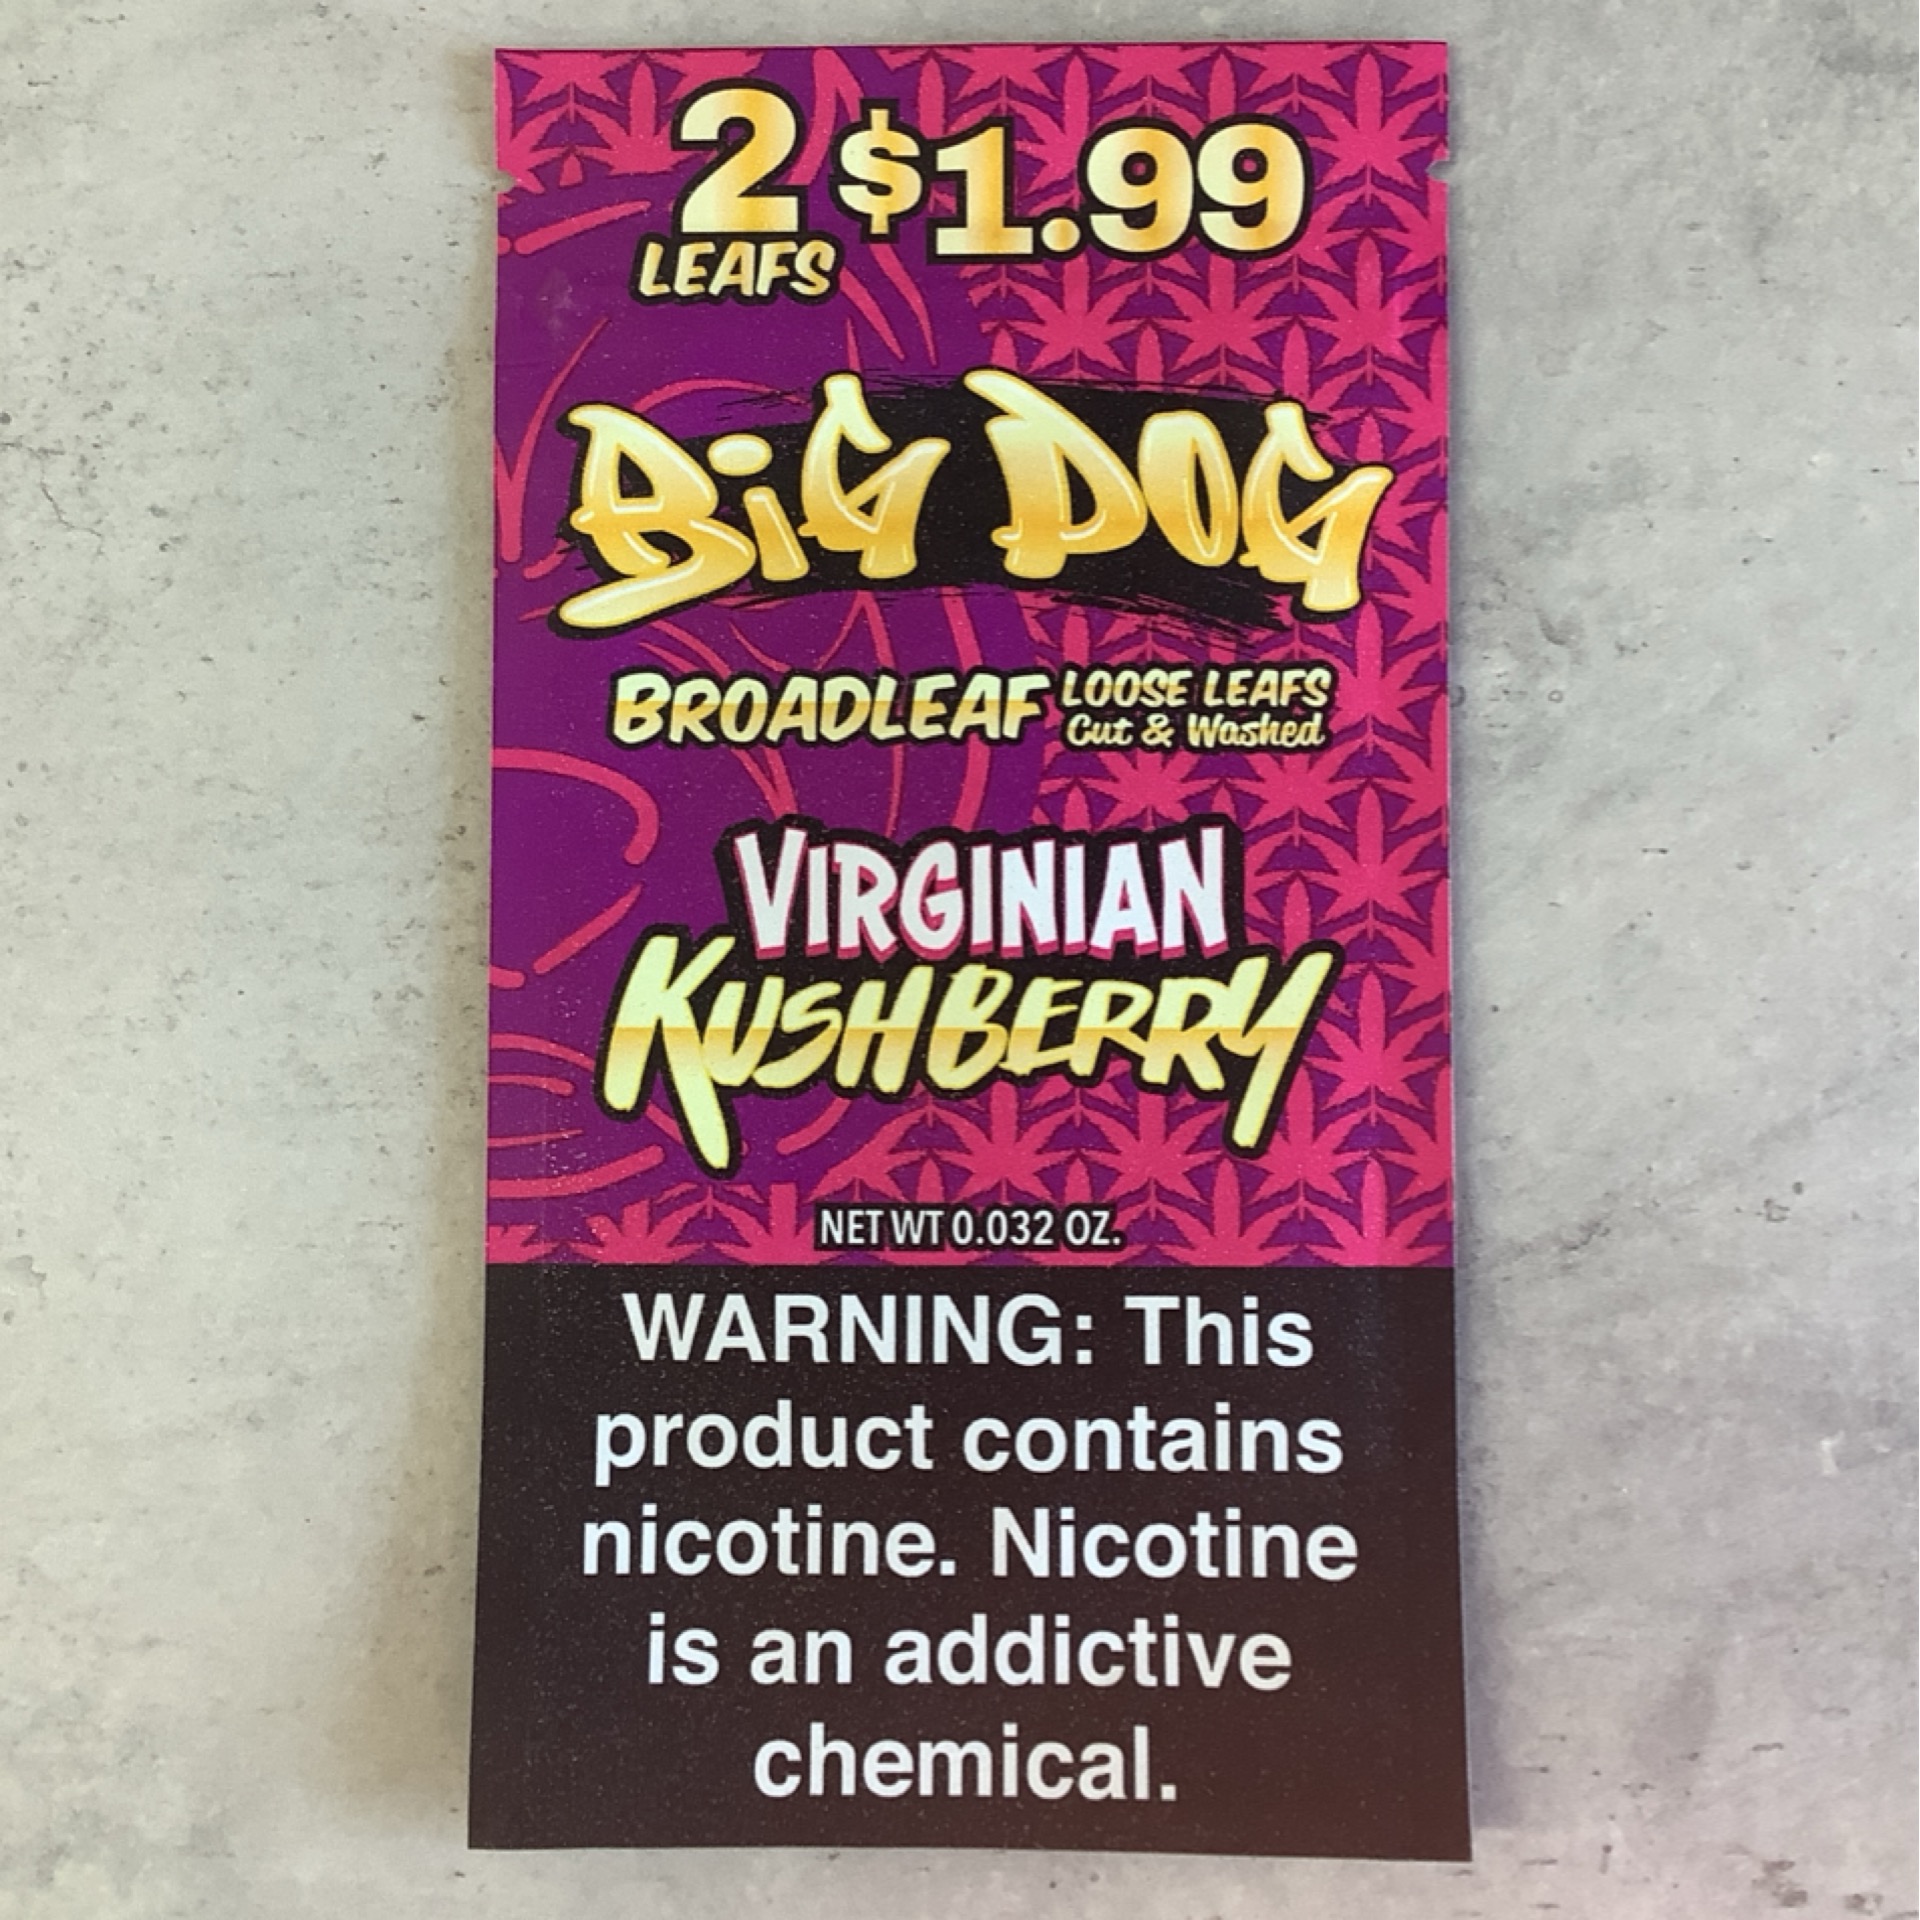 2 $1.99
LEAFS
BiG DOG
BROADLEAF LOOSE LEAFS
Cut & Washed
VIRGINIAN
KUSHBERRY
NET WT 0.032 OZ.
WARNING: This
product contains
nicotine. Nicotine
is an addictive
chemical.